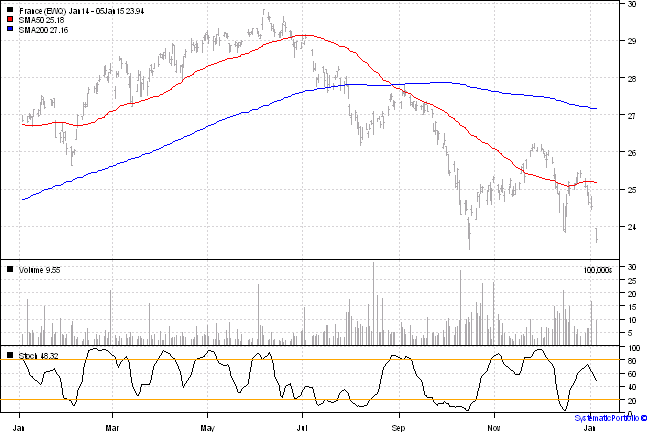 France (EWQ) Jan14 - 05Jan15 23.94
SMA50 25.18
SMA200 27.16
30
29
28
27
26
25
24
Volume 9.55
100,000s
30
25
20
15
10
5
Stoch 48.32
100
80
60
40
20
0
Jan Mar May Jul Sep Nov Jan
SystematicPortfolio ©